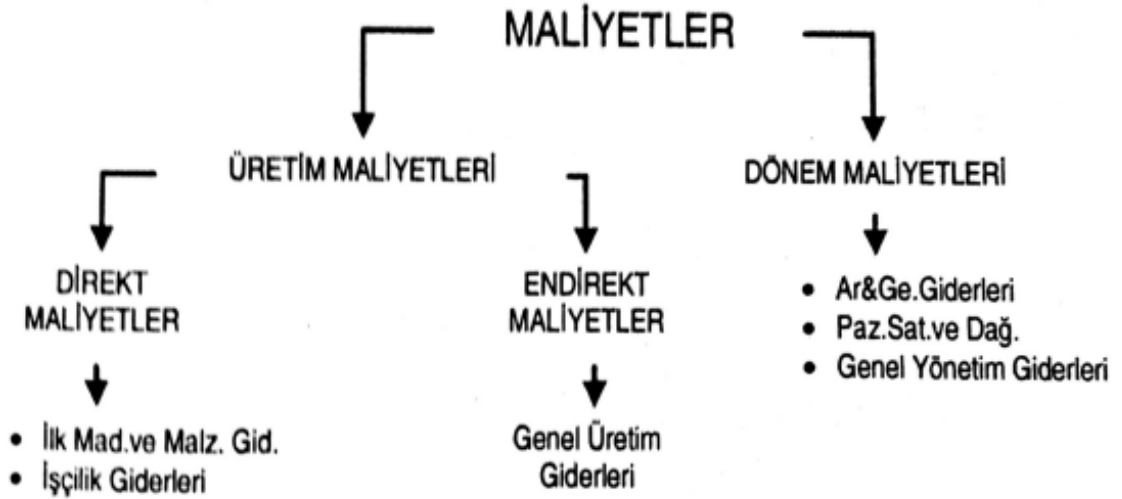 MALİYETLER
ÜRETİM MALİYETLERİ
DÖNEM MALİYETLERİ
DİREKT
MALİYETLER
ENDİREKT
MALİYETLER
• Ar&Ge.Giderleri
• Paz.Sat.ve Dağ.
• Genel Yönetim Giderleri
• İlk Mad.ve Malz. Gid.
• İşçilik Giderleri
Genel Üretim
Giderleri